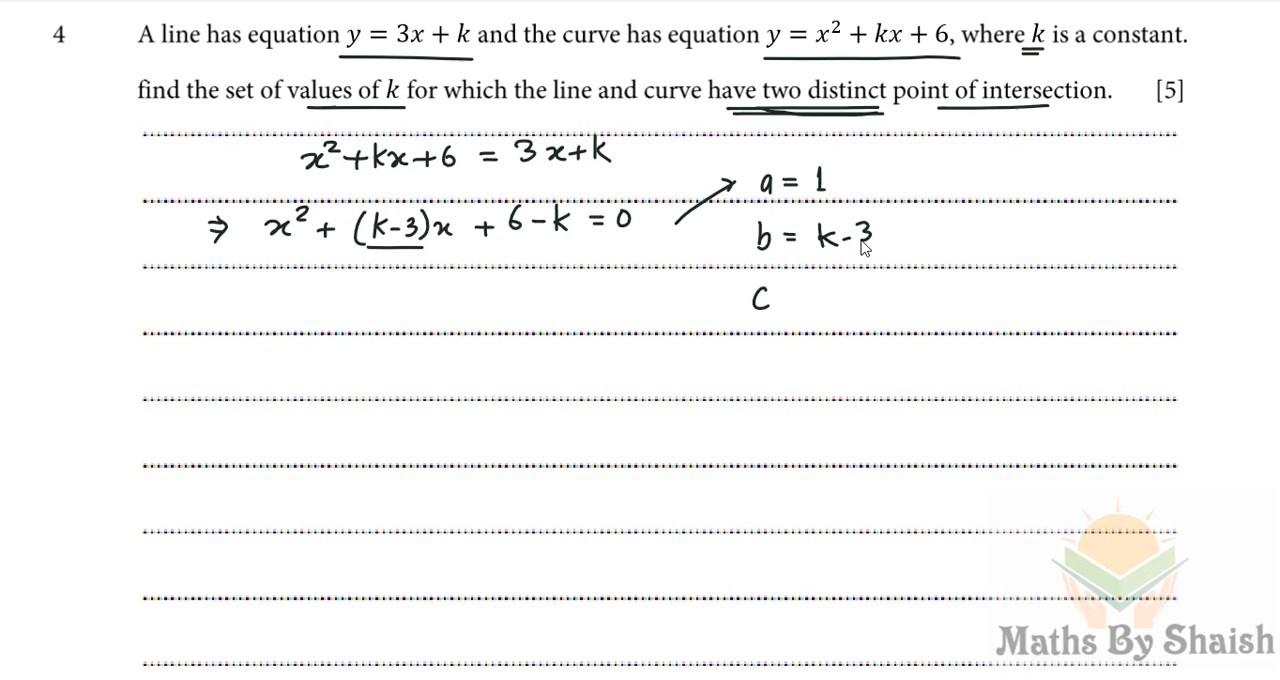 4 A line has equation y = 3x + k and the curve has equation y = x² + kx + 6, where k is a constant.
find the set of values of k for which the line and curve have two distinct point of intersection. [5]
x² + kx + 6 = 3x + k
⇒ x² + (k-3)x + 6 - k = 0
a = 1
b = k - 3
c
Maths By Shaish